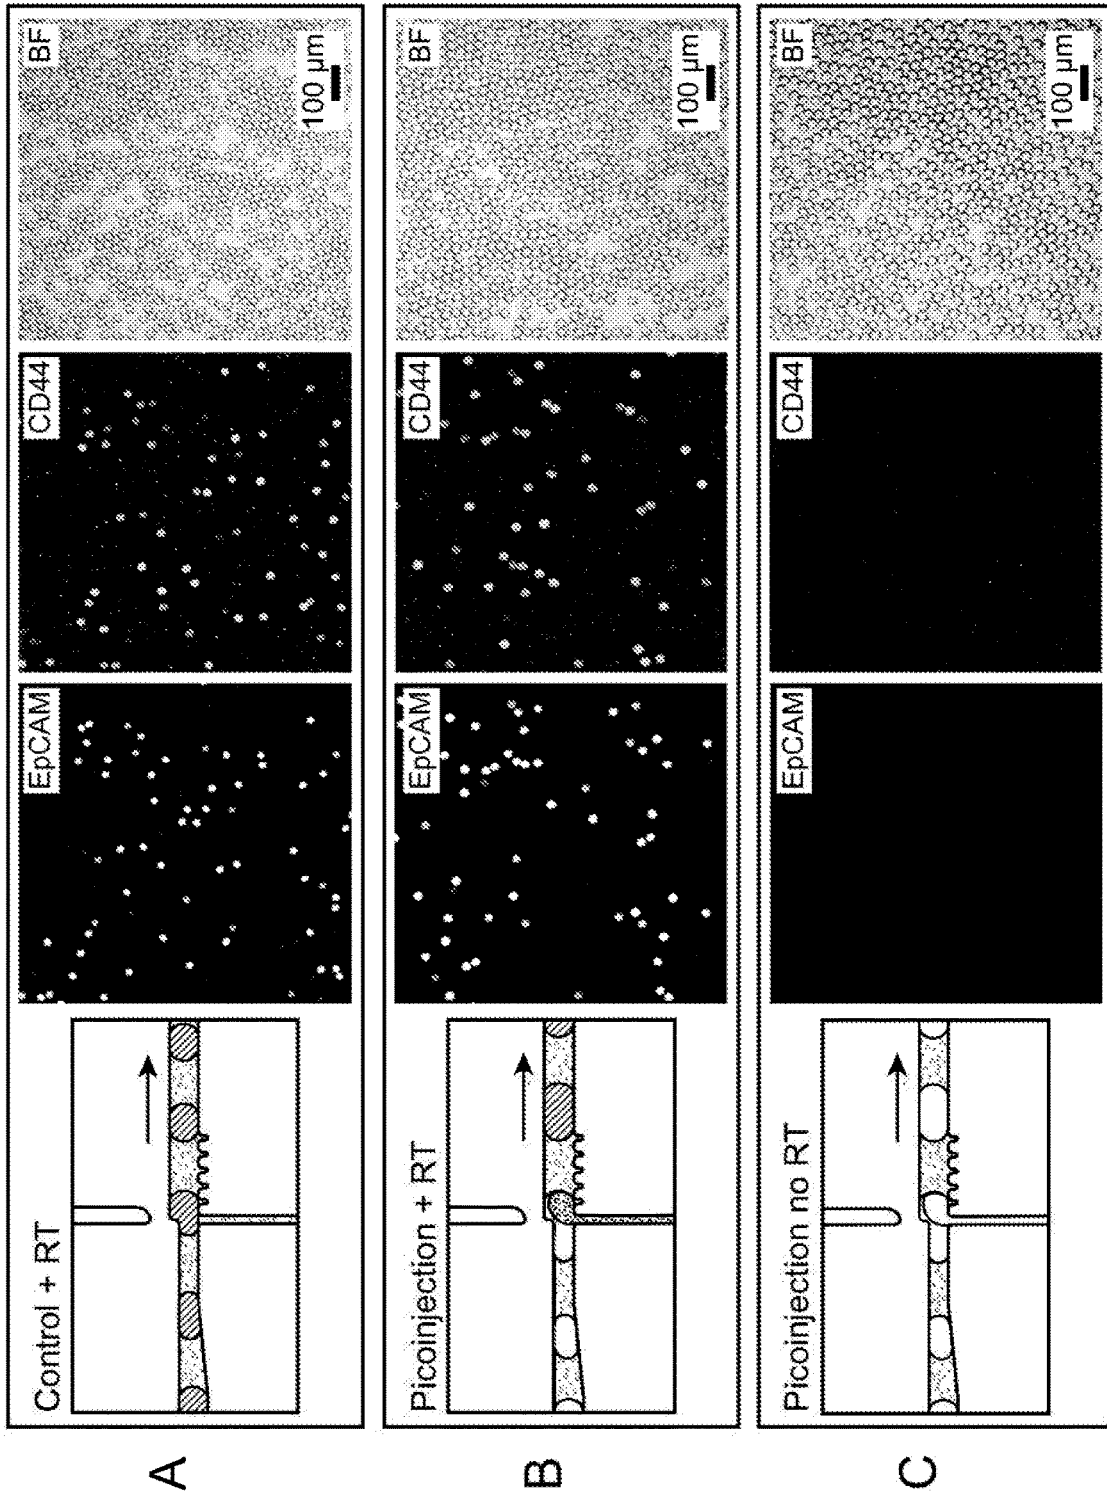 A
Control + RT
EpCAM
CD44
BF
100 μm
B
Picoinjection + RT
EpCAM
CD44
BF
100 μm
C
Picoinjection no RT
EpCAM
CD44
BF
100 μm